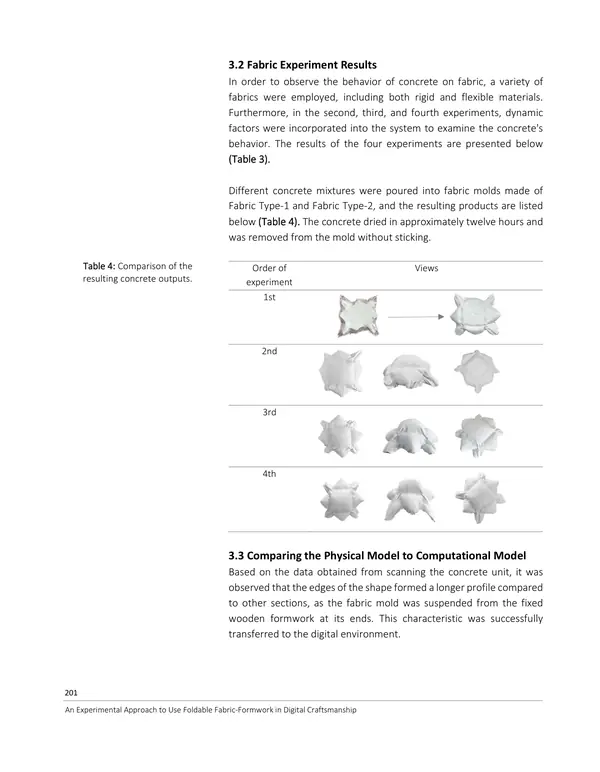 3.2 Fabric Experiment Results
In order to observe the behavior of concrete on fabric, a variety of
fabrics were employed, including both rigid and flexible materials.
Furthermore, in the second, third, and fourth experiments, dynamic
factors were incorporated into the system to examine the concrete's
behavior. The results of the four experiments are presented below
(Table 3).
Different concrete mixtures were poured into fabric molds made of
Fabric Type-1 and Fabric Type-2, and the resulting products are listed
below (Table 4). The concrete dried in approximately twelve hours and
was removed from the mold without sticking.
Table 4: Comparison of the
resulting concrete outputs.
Order of
experiment
Views
1st
2nd
3rd
4th
3.3 Comparing the Physical Model to Computational Model
Based on the data obtained from scanning the concrete unit, it was
observed that the edges of the shape formed a longer profile compared
to other sections, as the fabric mold was suspended from the fixed
wooden formwork at its ends. This characteristic was successfully
transferred to the digital environment.
201
An Experimental Approach to Use Foldable Fabric-Formwork in Digital Craftsmanship